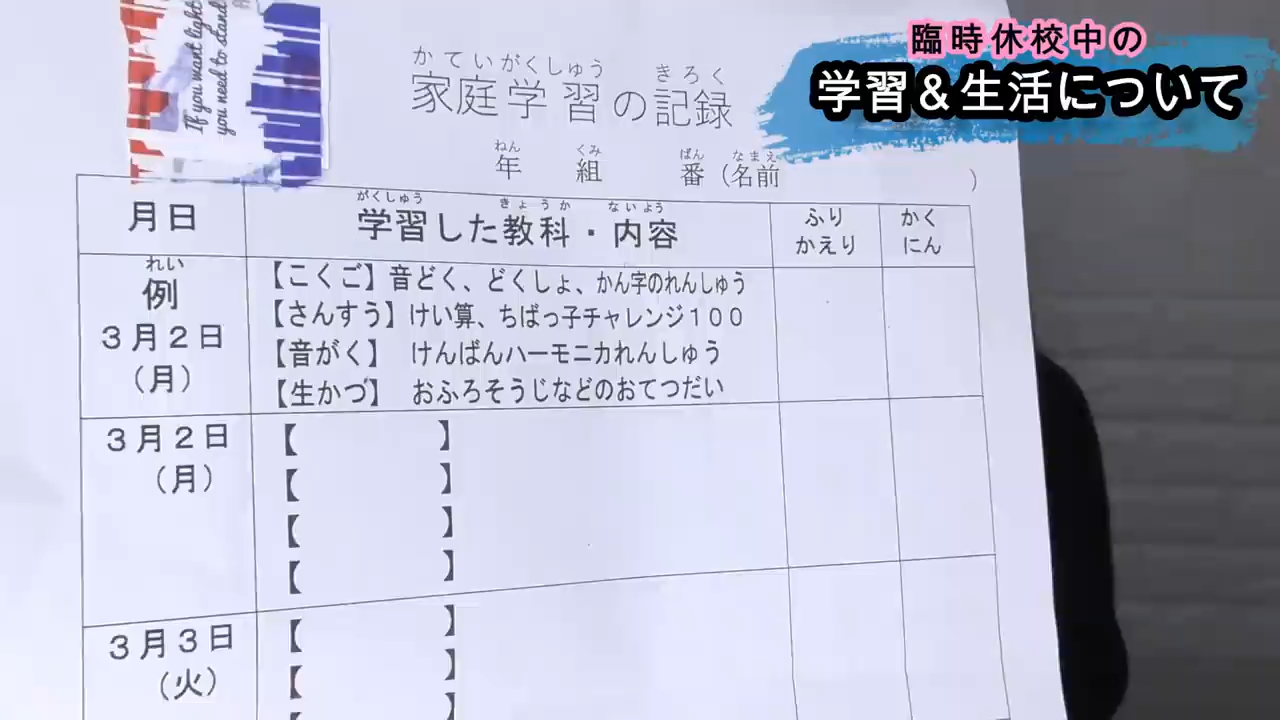 臨時休校中の
学習＆生活について
If you want light
you need to stand
かていがくしゅう きろく
家庭学習の記録
ねん くみ ばん なまえ
年 組 番（名前 ）
がくしゅう きょうか ないよう
月日 学習した教科・内容 ふり かえり かく にん
れい
例
３月２日
（月）
【こくご】音どく、どくしょ、かん字のれんしゅう
【さんすう】けい算、ちばっ子チャレンジ１００
【音がく】 けんばんハーモニカれんしゅう
【生かつ】 おふろそうじなどのおてつだい
３月２日
（月）
【 】
【 】
【 】
【 】
３月３日
（火）
【 】
【 】